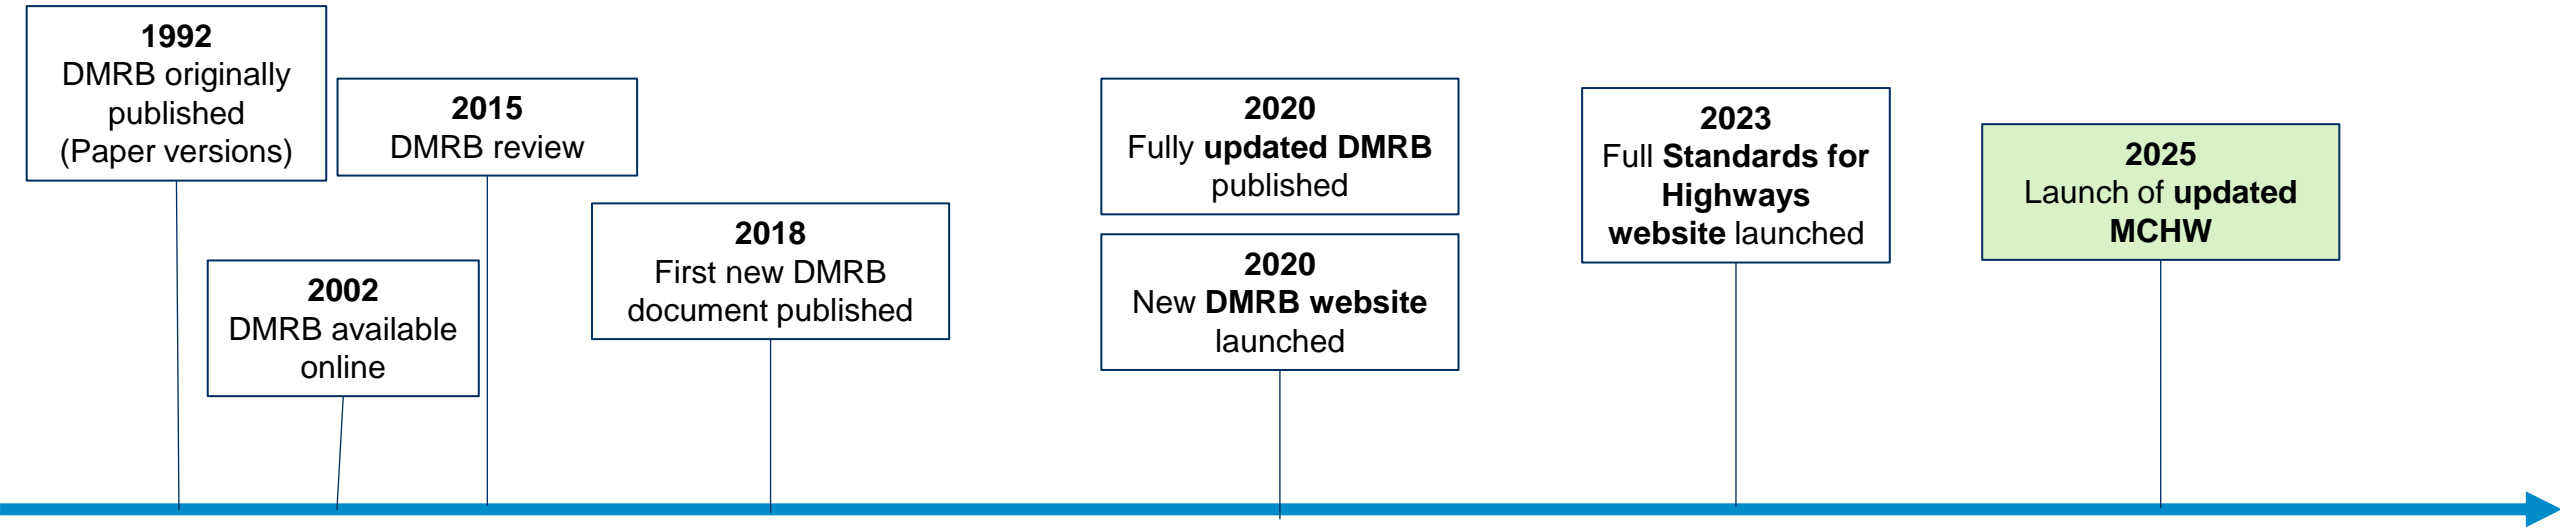 1992
DMRB originally
published
(Paper versions)
2002
DMRB available
online
2015
DMRB review
2018
First new DMRB
document published
2020
Fully updated DMRB
published
2020
New DMRB website
launched
2023
Full Standards for
Highways
website launched
2025
Launch of updated
MCHW